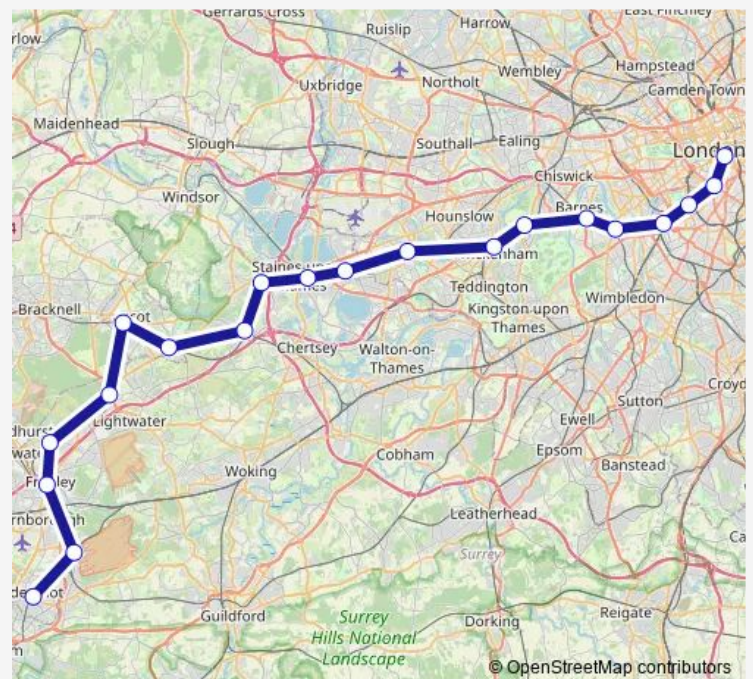 Gerrards Cross
East Finchley
Ruislip
Harrow
Wembley
Hampstead
Uxbridge
Northolt
Camden Town
Maidenhead
Slough
Southall
Ealing
London
Windsor
Chiswick
Barnes
Hounslow
Teddington
Wimbledon
Kingston upon
Thames
Bracknell
Chertsey
Walton-on-
Thames
Lightwater
Sutton
Ewell
Cobham
Epsom
Banstead
Woking
Leatherhead
Surrey
Guildford
Surrey
Hills National
Landscape
Dorking
Reigate
© OpenStreetMap contributors